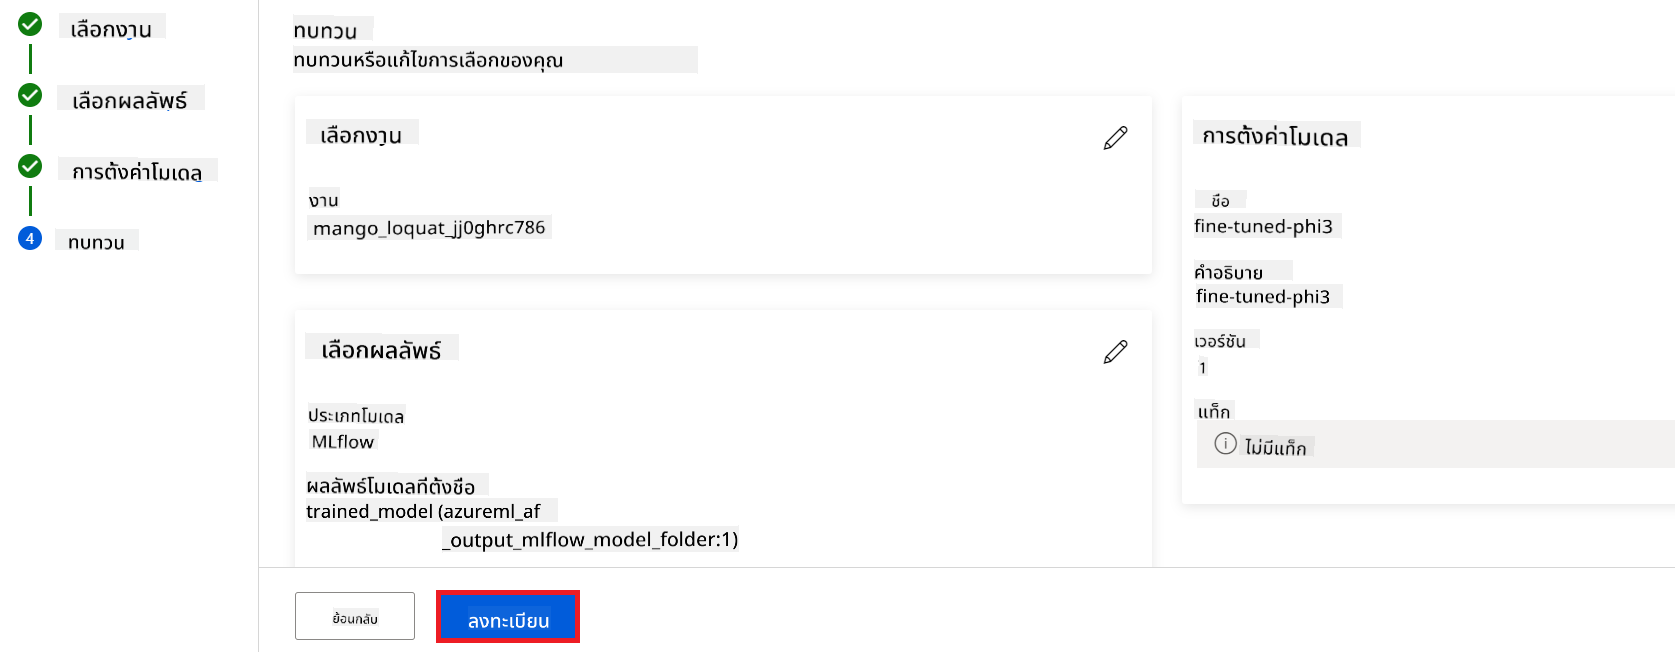 เลือกงาน
เลือกผลลัพธ์
การตั้งค่าโมเดล
4 ทบทวน
ทบทวน
ทบทวนหรือแก้ไขการเลือกของคุณ
เลือกงาน
งาน
mango_loquat_jj0ghrc786
เลือกผลลัพธ์
ประเภทโมเดล
MLflow
ผลลัพธ์โมเดลที่ตั้งชื่อ
trained_model (azureml_af
_output_mlflow_model_folder:1)
การตั้งค่าโมเดล
ชื่อ
fine-tuned-phi3
คำอธิบาย
fine-tuned-phi3
เวอร์ชัน
1
แท็ก
ไม่มีแท็ก
ย้อนกลับ
ลงทะเบียน